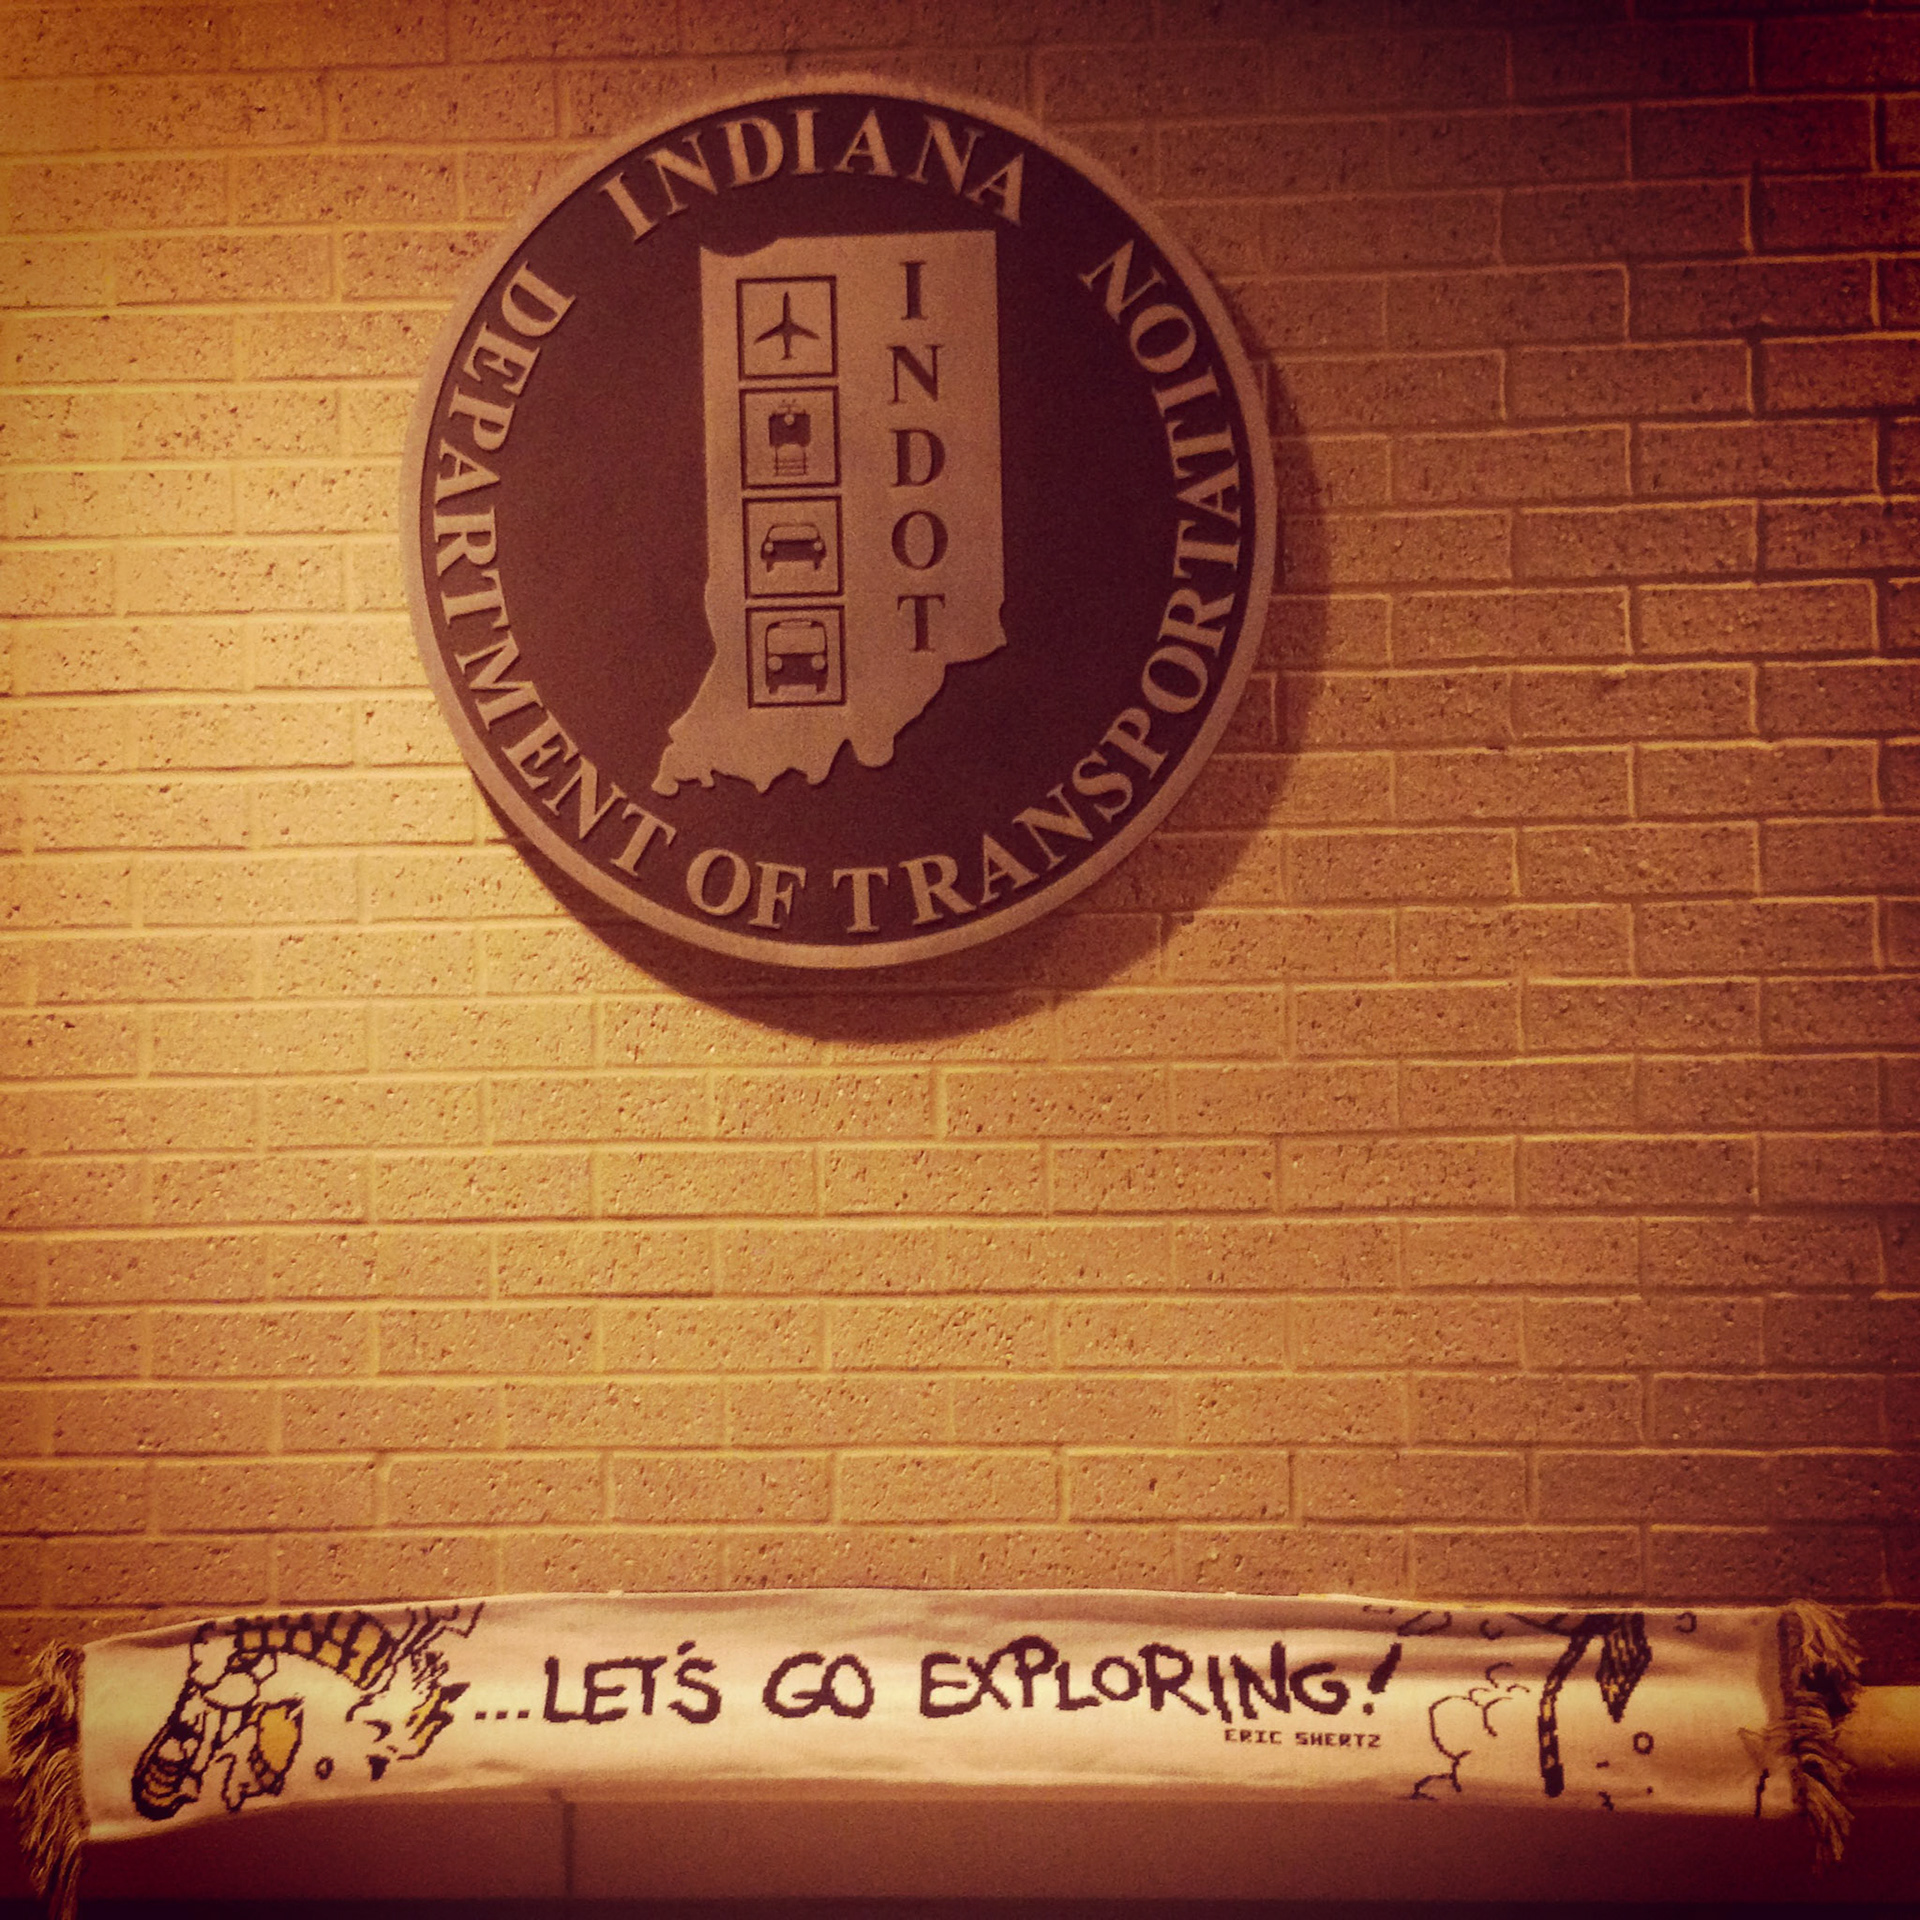 INDIANA
DEPARTMENT OF TRANSPORTATION
INDOT
...LET'S GO EXPLORING!
ERIC SHERTZ